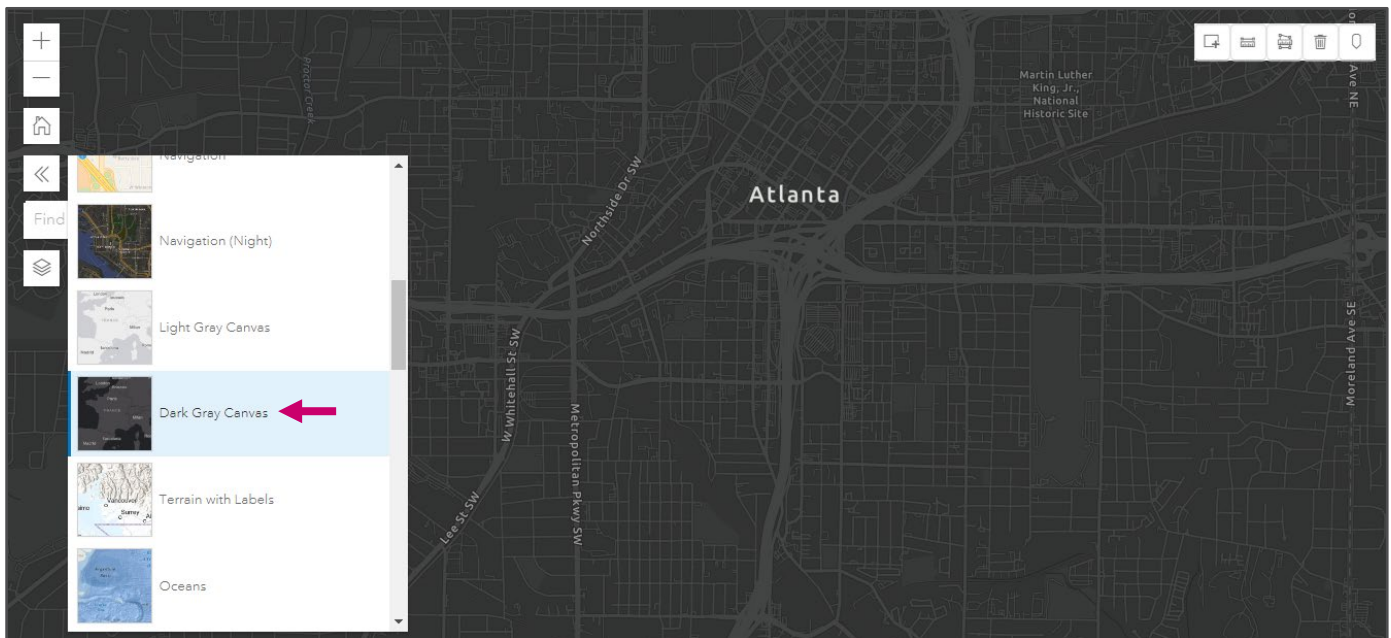 Proctor Creek
Martin Luther
King, Jr.,
National
Historic Site
Ave NE
Northside Dr SW
Atlanta
Find
Navigation
Navigation (Night)
Light Gray Canvas
Dark Gray Canvas
Terrain with Labels
Vancouver
Surrey
Oceans
W Whitehall St SW
Metropolitan Pkwy SW
Lee St SW
Moreland Ave SE